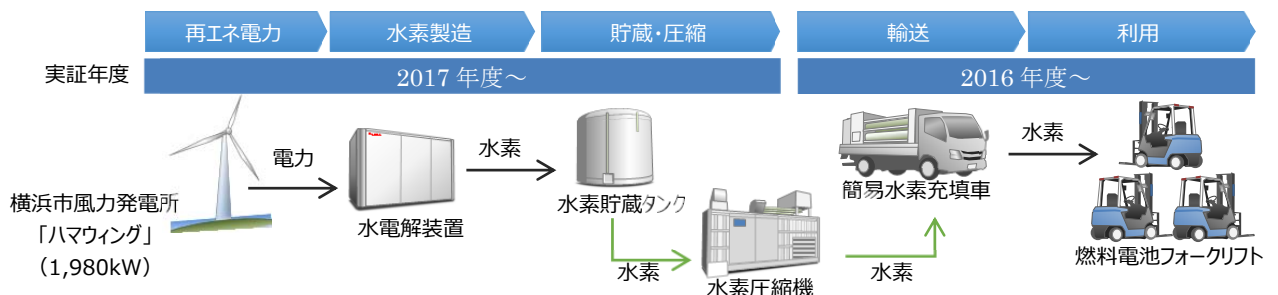 再エネ電力
水素製造
貯蔵・圧縮
輸送
利用
実証年度
2017 年度～
2016 年度～
電力
水素
水素
横浜市風力発電所
「ハマウィング」
（1,980kW）
水電解装置
水素貯蔵タンク
簡易水素充填車
水素
水素圧縮機
水素
燃料電池フォークリフト